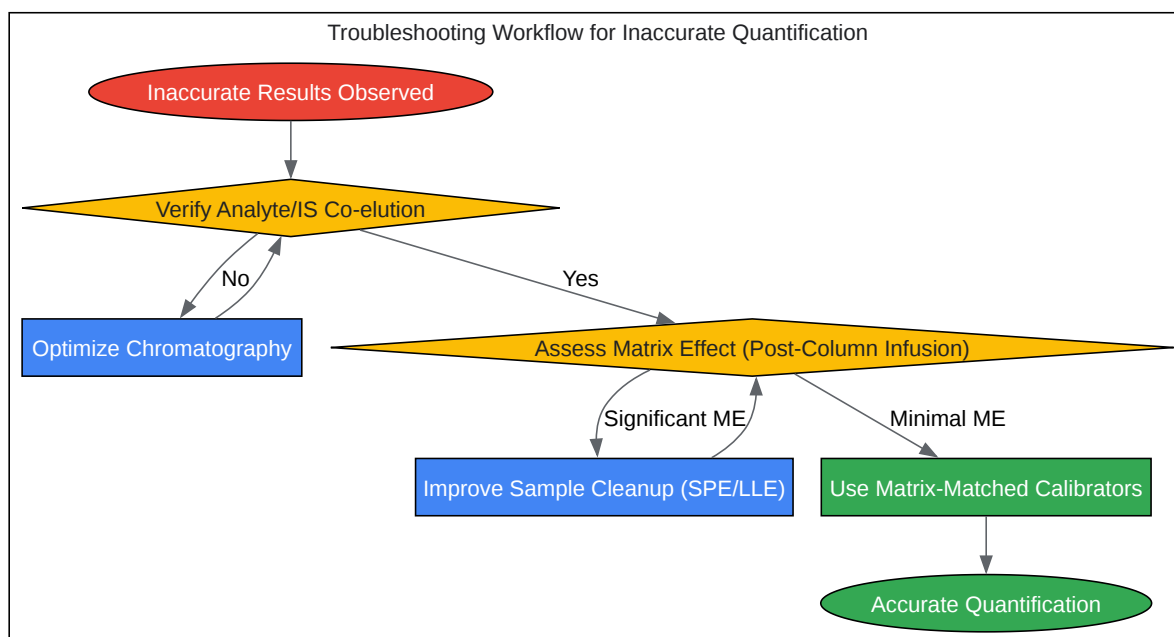 Troubleshooting Workflow for Inaccurate Quantification
Inaccurate Results Observed
Verify Analyte/IS Co-elution
No
Yes
Optimize Chromatography
Assess Matrix Effect (Post-Column Infusion)
Significant ME
Minimal ME
Improve Sample Cleanup (SPE/LLE)
Use Matrix-Matched Calibrators
Accurate Quantification